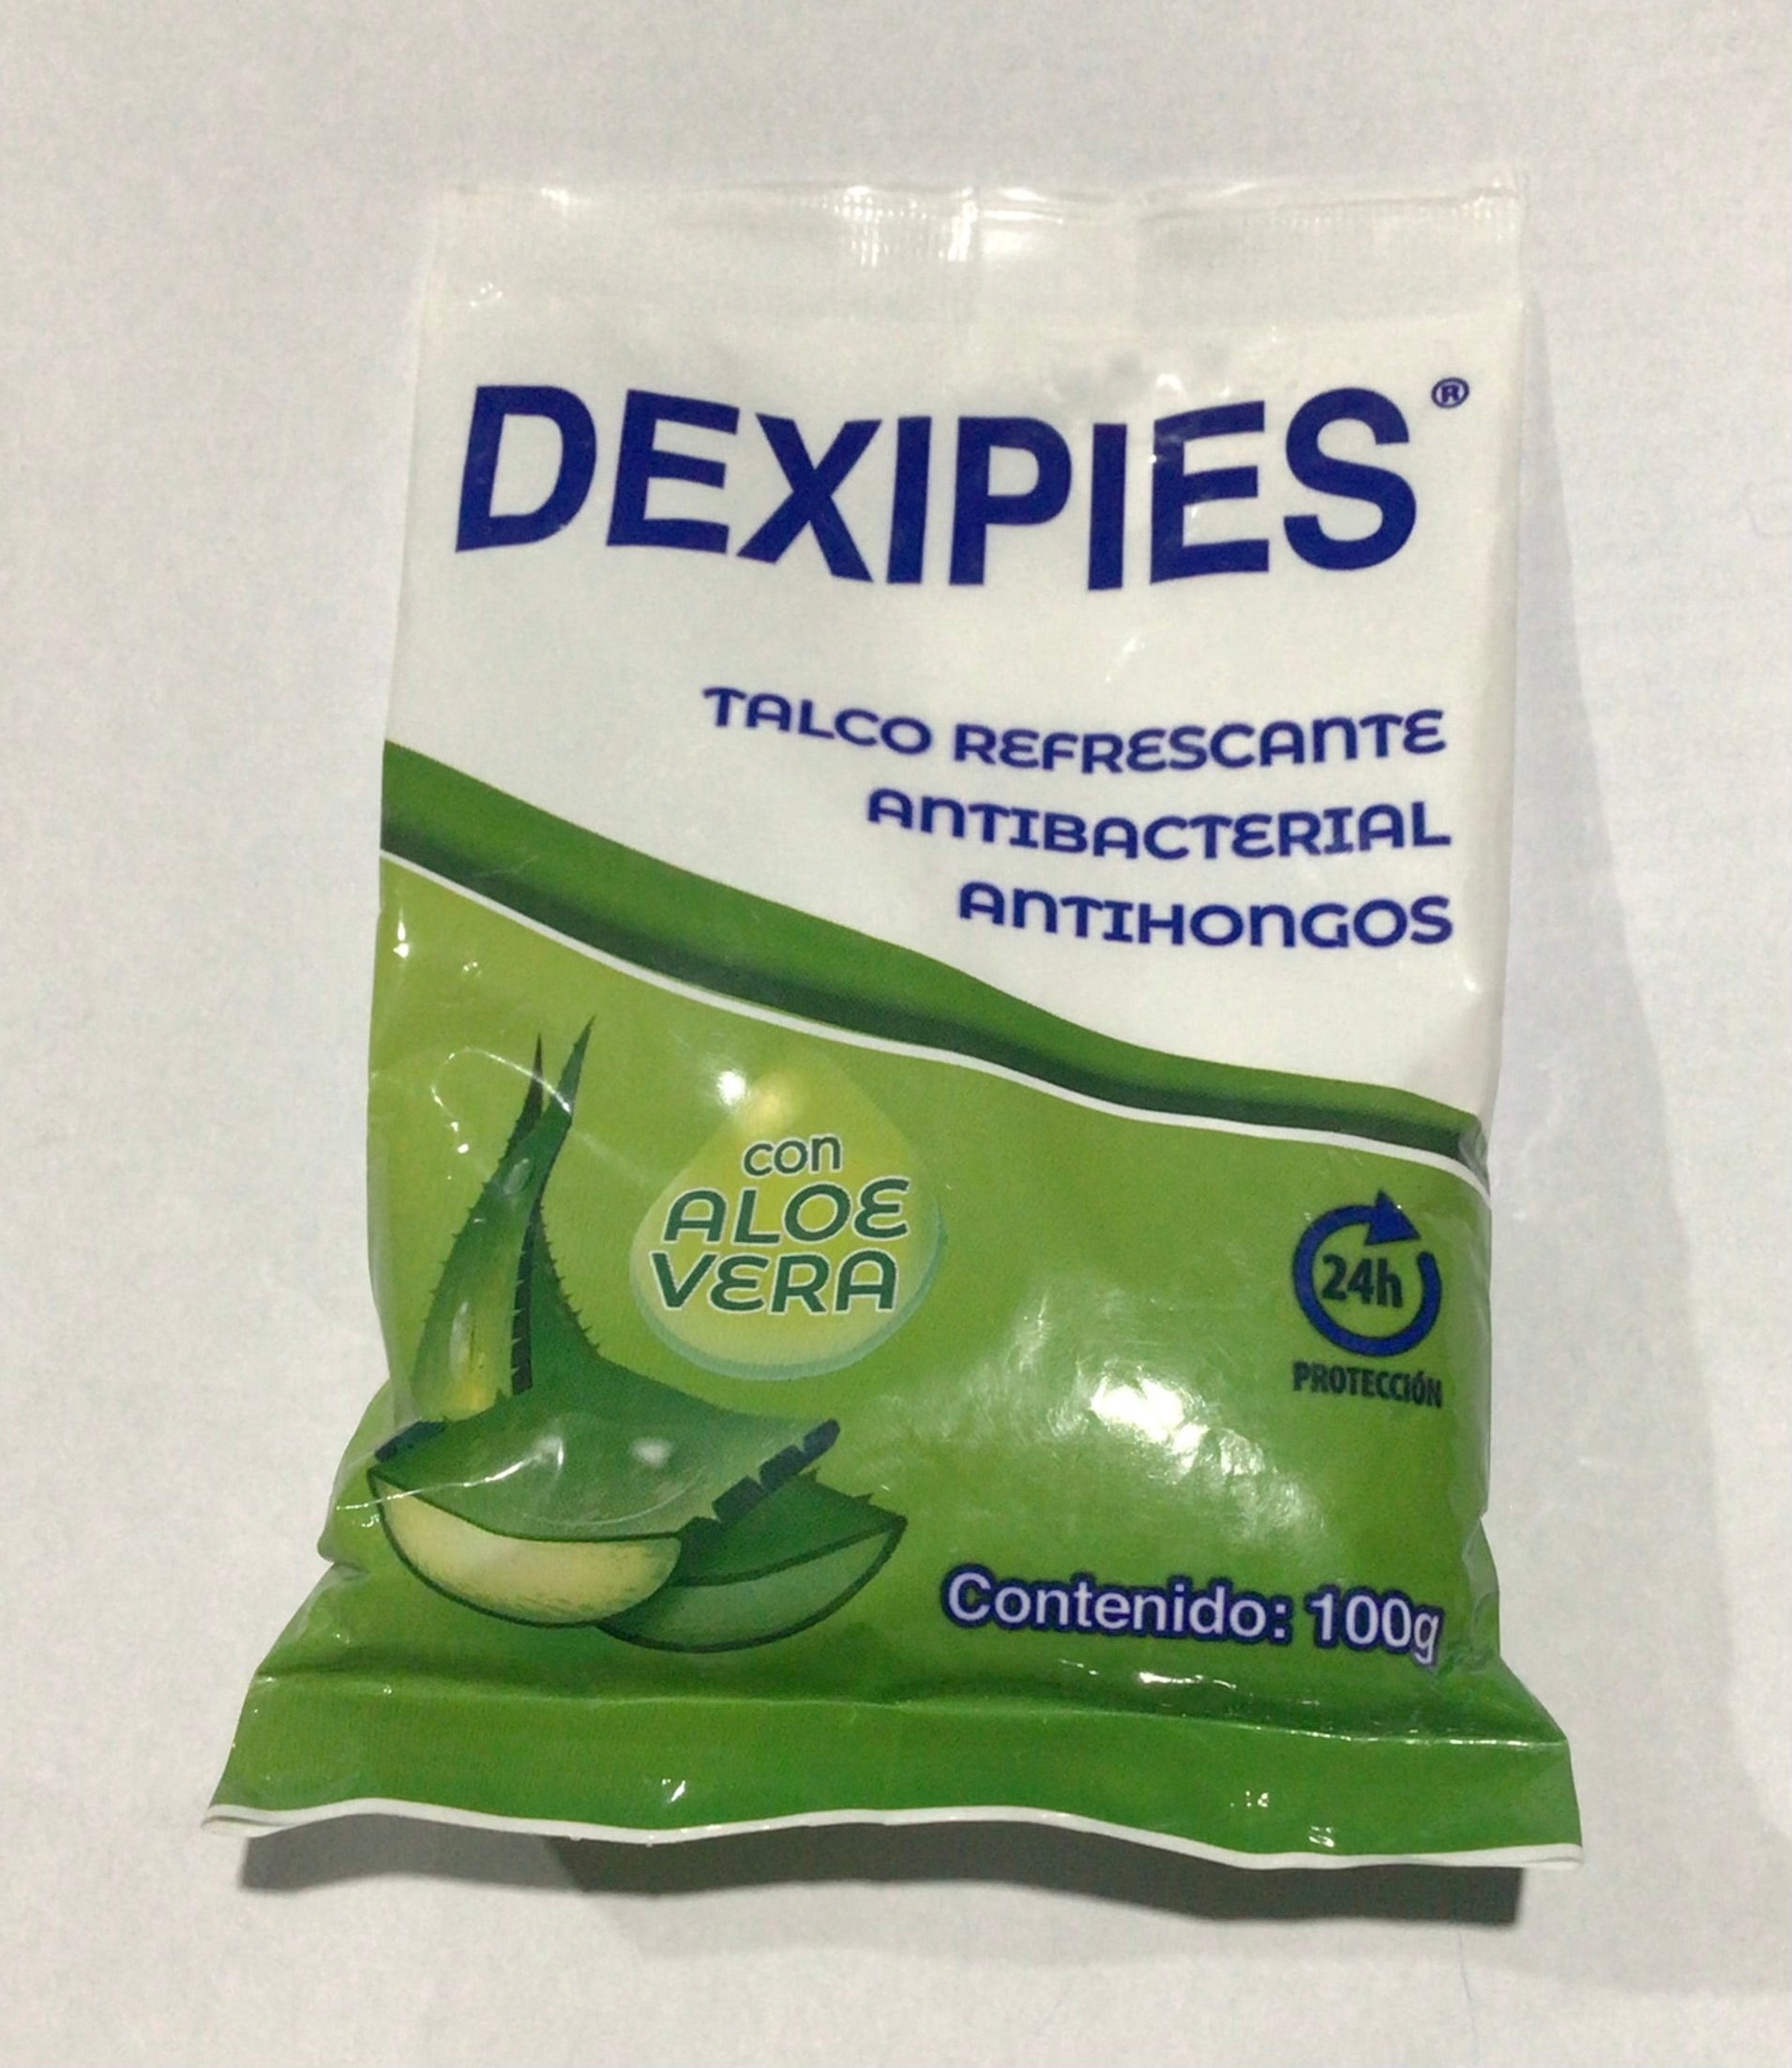 DEXIPIES®
TALCO REFRESCANTE
ANTIBACTERIAL
ANTIHONGOS
con
ALOE
VERA
24h
PROTECCIÓN
Contenido: 100g